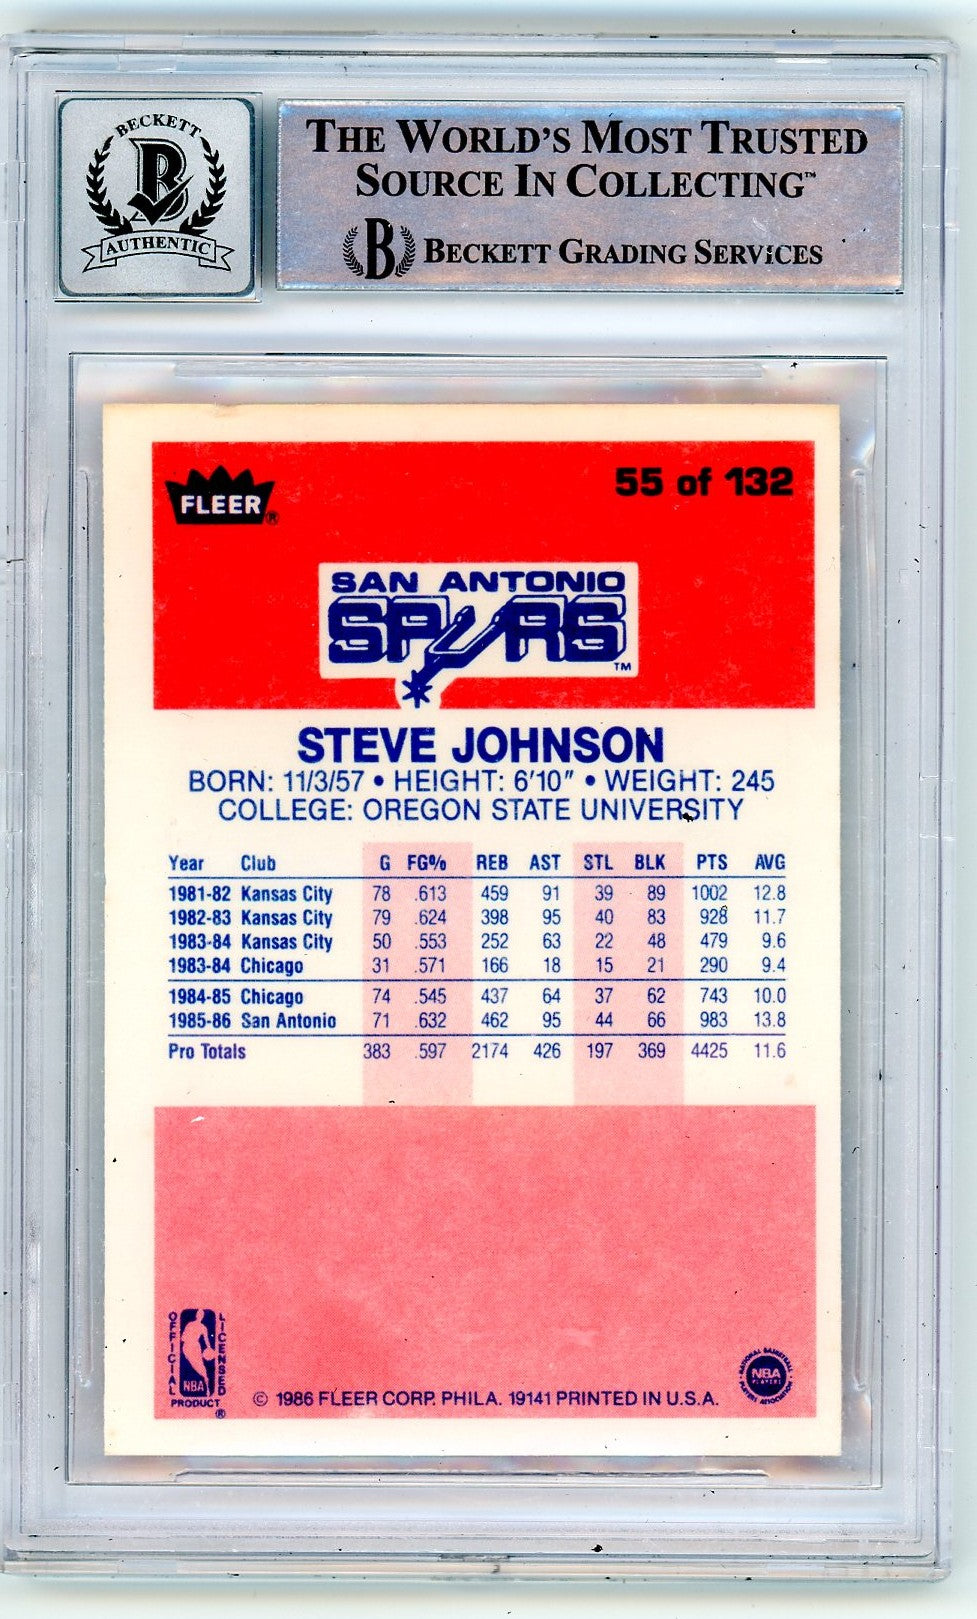 BECKETT
B
AUTHENTIC
THE WORLD'S MOST TRUSTED
SOURCE IN COLLECTING™
B BECKETT GRADING SERVICES
FLEER®
55 of 132
SAN ANTONIO
SPURS™
STEVE JOHNSON
BORN: 11/3/57 • HEIGHT: 6'10" • WEIGHT: 245
COLLEGE: OREGON STATE UNIVERSITY
Year Club G FG% REB AST STL BLK PTS AVG
1981-82 Kansas City 78 .613 459 91 39 89 1002 12.8
1982-83 Kansas City 79 .624 398 95 40 83 928 11.7
1983-84 Kansas City 50 .553 252 63 22 48 479 9.6
1983-84 Chicago 31 .571 166 18 15 21 290 9.4
1984-85 Chicago 74 .545 437 64 37 62 743 10.0
1985-86 San Antonio 71 .632 462 95 44 66 983 13.8
Pro Totals 383 .597 2174 426 197 369 4425 11.6
OFFICIAL
LICENSED
NBA
PRODUCT®
© 1986 FLEER CORP. PHILA. 19141 PRINTED IN U.S.A.
NATIONAL BASKETBALL
NBA
PLAYERS
PLAYERS ASSOCIATION